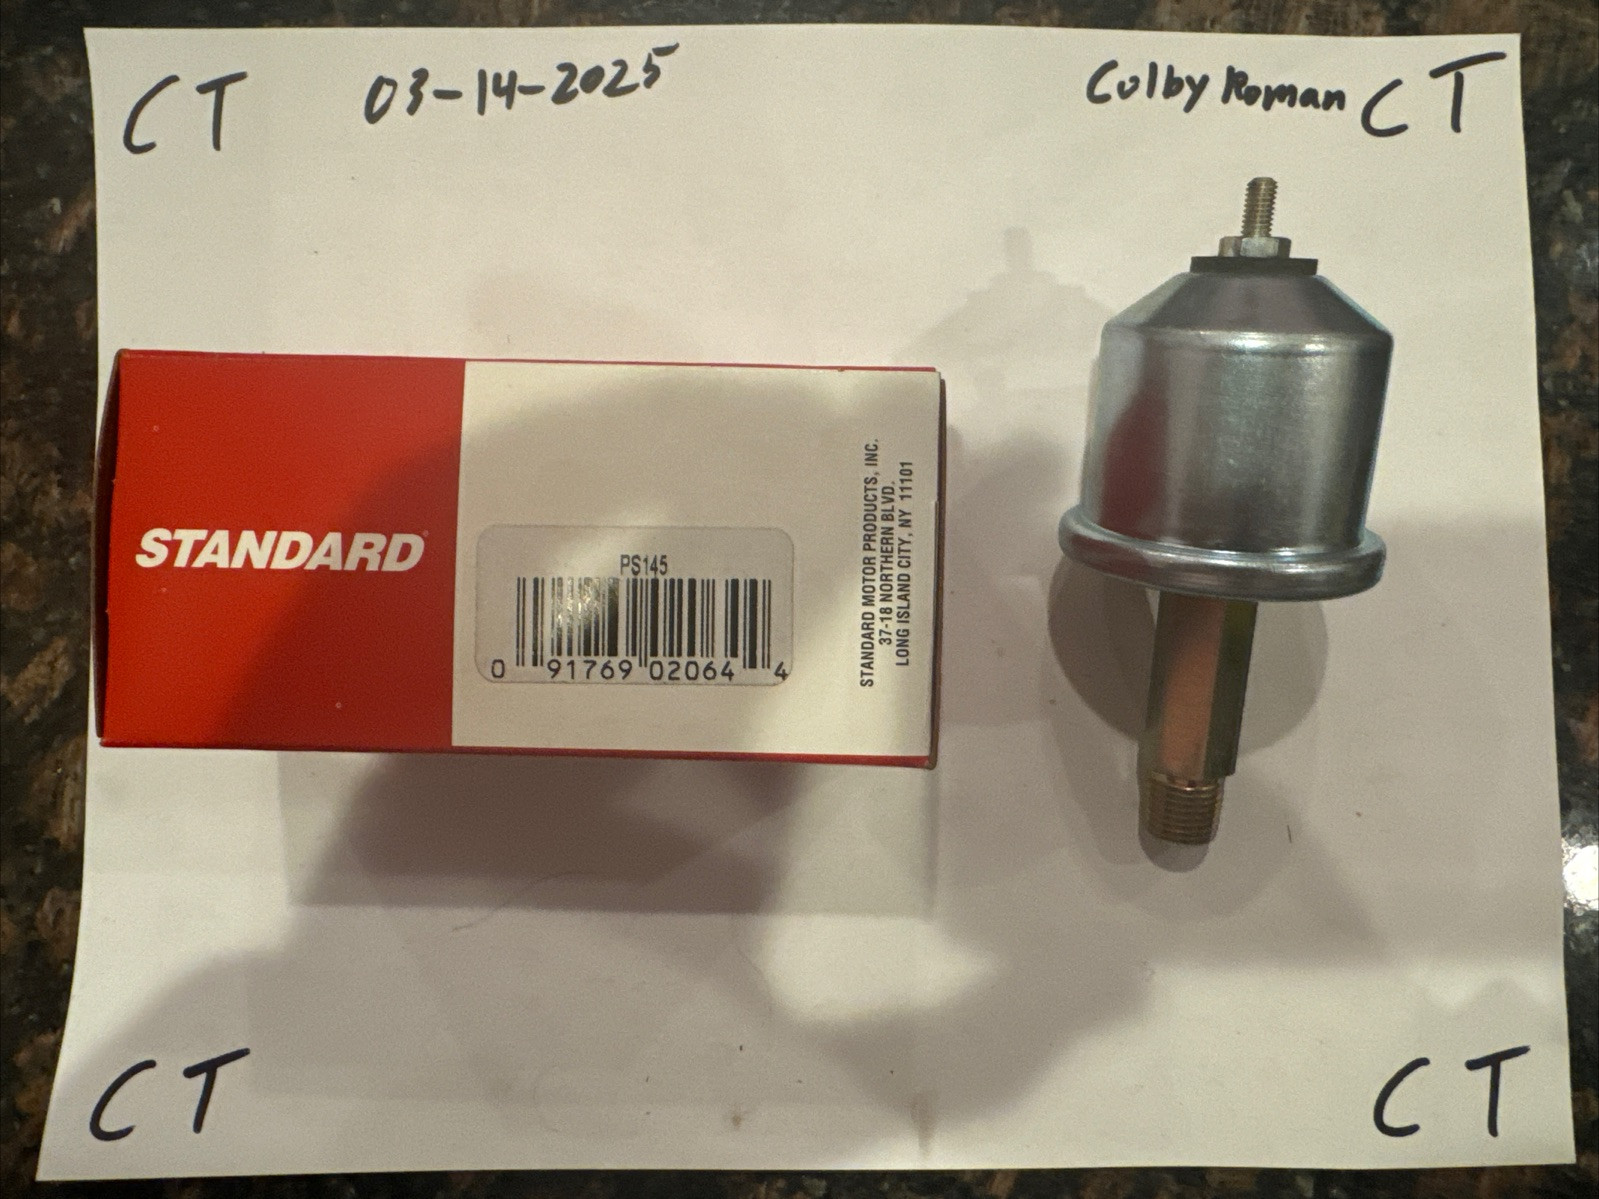 CT 03-14-2025 Colby Roman CT
STANDARD®
PS145
0 91769 02064 4
STANDARD MOTOR PRODUCTS, INC.
37-18 NORTHERN BLVD.
LONG ISLAND CITY, NY 11101
CT CT